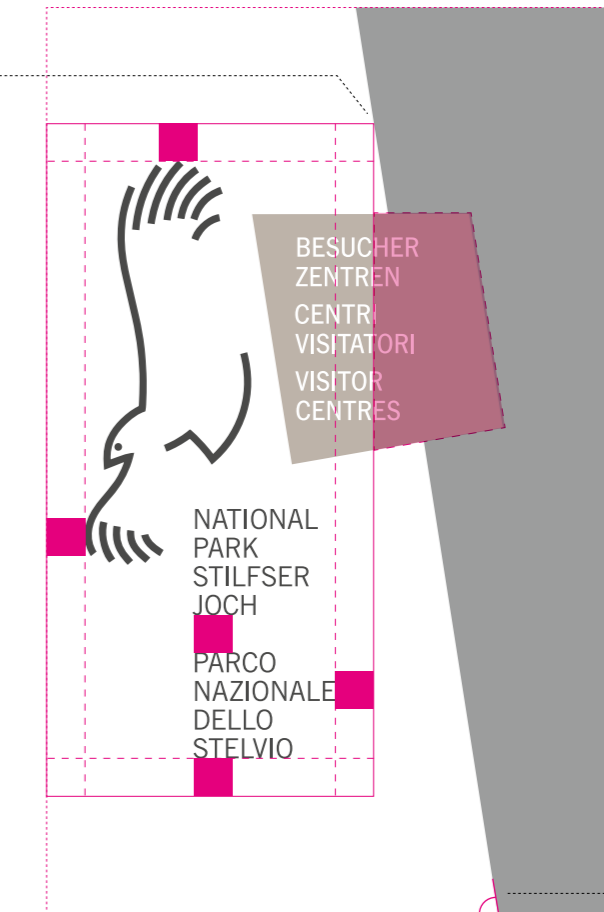 BESUCHER
ZENTREN
CENTRI
VISITATORI
VISITOR
CENTRES
NATIONAL
PARK
STILFSER
JOCH
PARCO
NAZIONALE
DELLO
STELVIO